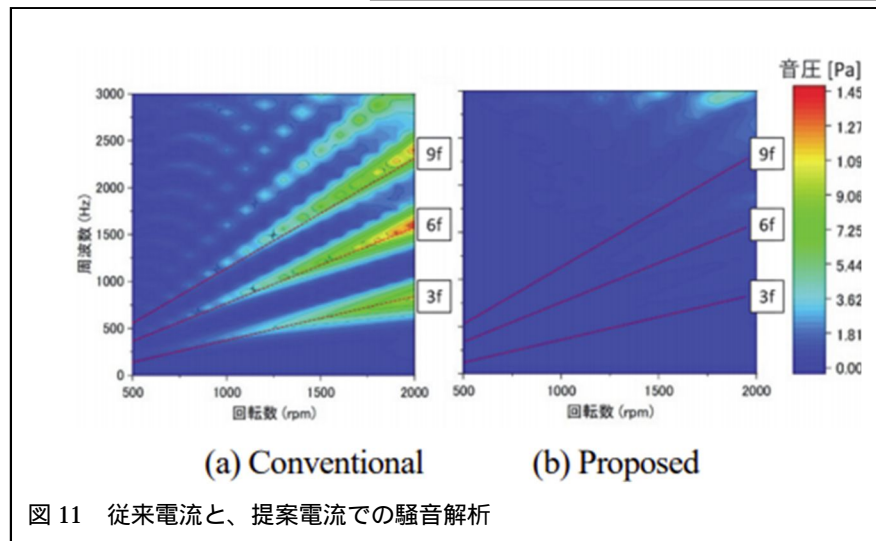 音圧 [Pa]
3000
2500
2000
1500
1000
500
0
周波数 (Hz)
500
1000
1500
2000
回転数 (rpm)
9f
6f
3f
500
1000
1500
2000
回転数 (rpm)
9f
6f
3f
1.45
1.27
1.09
9.06
7.25
5.44
3.62
1.81
0.00
(a) Conventional
(b) Proposed
図 11 従来電流と、提案電流での騒音解析